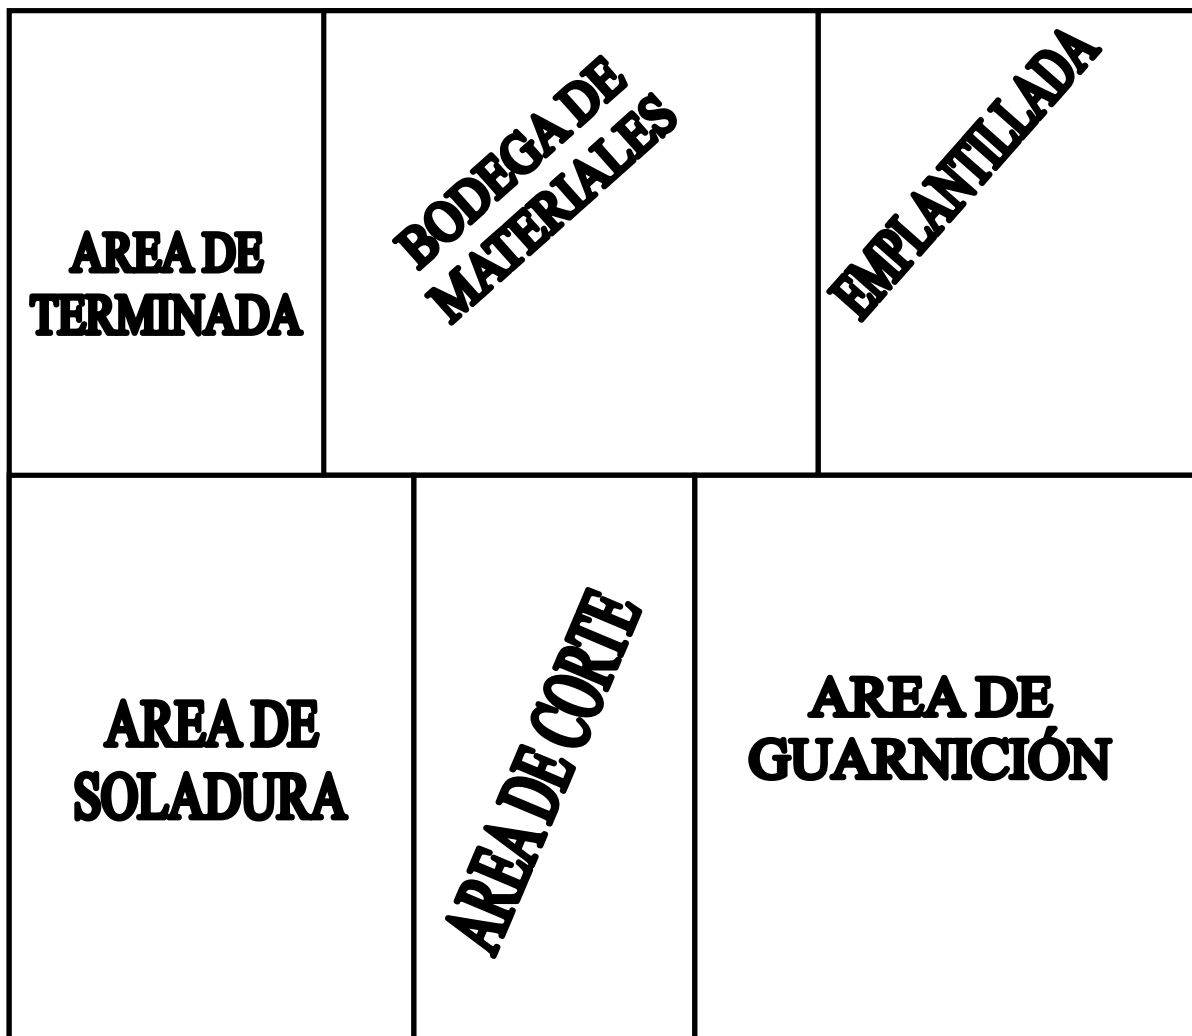 AREA DE
TERMINADA
BODEGA DE
MATERIALES
EMPLANTILLADA
AREA DE
SOLADURA
AREA DE CORTE
AREA DE
GUARNICIÓN